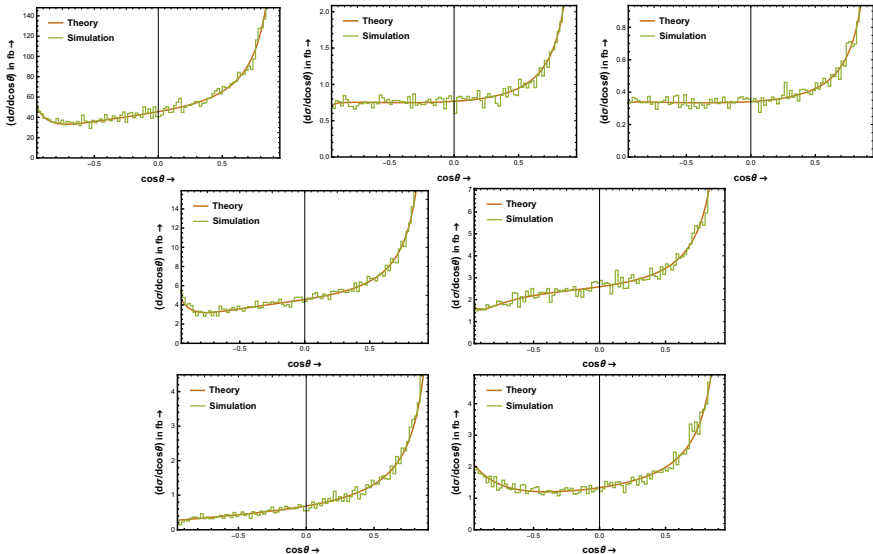 Theory
Simulation
(dσ/dcosθ) in fb →
140
120
100
80
60
40
20
0
-0.5
0.0
0.5
cosθ →
Theory
Simulation
(dσ/dcosθ) in fb →
2.0
1.5
1.0
0.5
0.0
-0.5
0.0
0.5
cosθ →
Theory
Simulation
(dσ/dcosθ) in fb →
0.8
0.6
0.4
0.2
0.0
-0.5
0.0
0.5
cosθ →
Theory
Simulation
(dσ/dcosθ) in fb →
14
12
10
8
6
4
2
0
-0.5
0.0
0.5
cosθ →
Theory
Simulation
(dσ/dcosθ) in fb →
7
6
5
4
3
2
1
0
-0.5
0.0
0.5
cosθ →
Theory
Simulation
(dσ/dcosθ) in fb →
4
3
2
1
0
-0.5
0.0
0.5
cosθ →
Theory
Simulation
(dσ/dcosθ) in fb →
4
3
2
1
0
-0.5
0.0
0.5
cosθ →